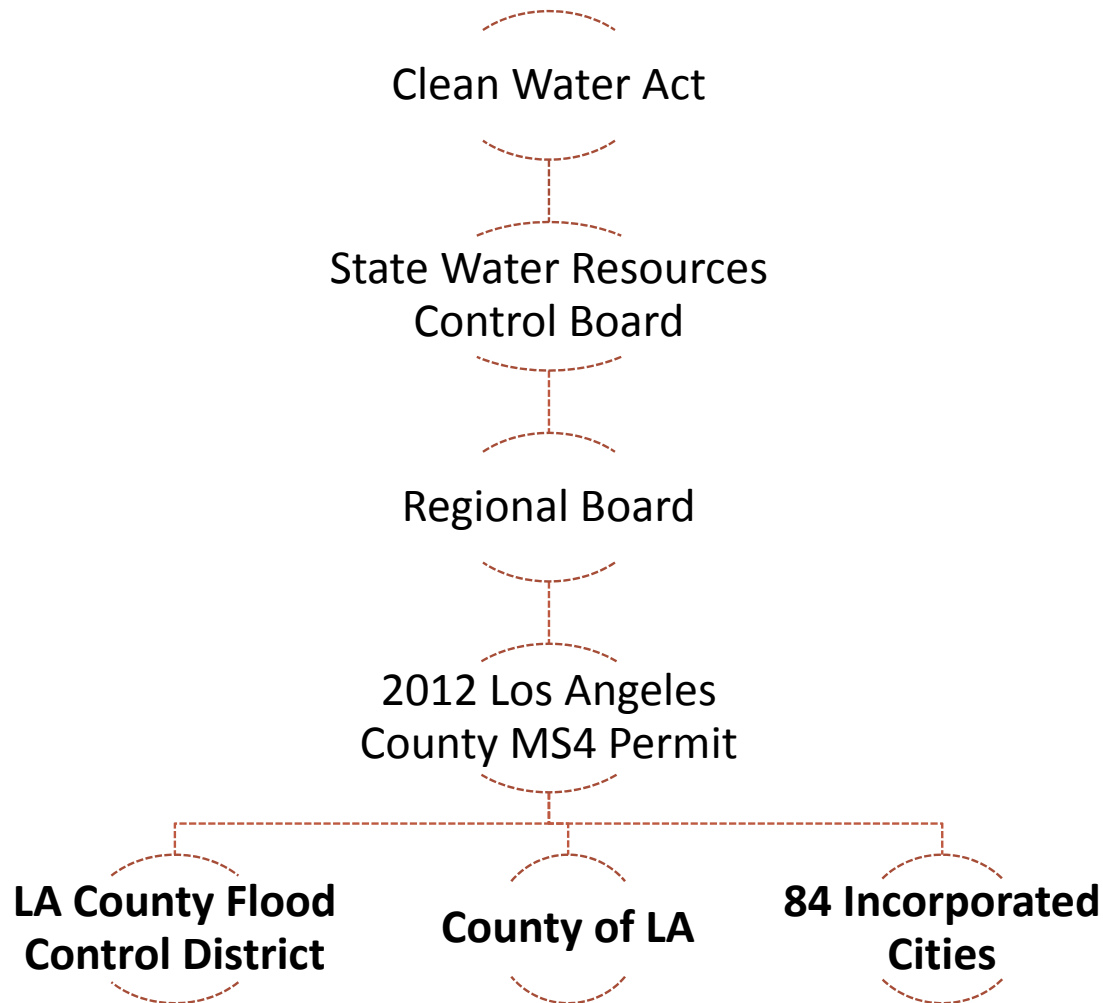 Clean Water Act
State Water Resources
Control Board
Regional Board
2012 Los Angeles
County MS4 Permit
LA County Flood
Control District
County of LA
84 Incorporated
Cities